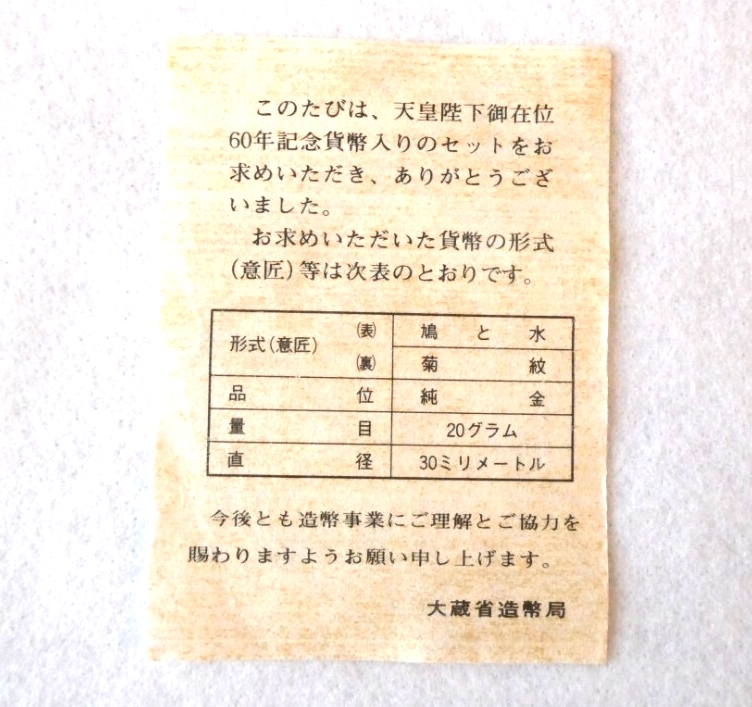 このたびは、天皇陛下御在位
60年記念貨幣入りのセットをお
求めいただき、ありがとうござ
いました。
お求めいただいた貨幣の形式
(意匠)等は次表のとおりです。
形式(意匠) (表) 鳩と水
(裏) 菊紋
品位 純金
量目 20グラム
直径 30ミリメートル
今後とも造幣事業にご理解とご協力を
賜わりますようお願い申し上げます。
大蔵省造幣局